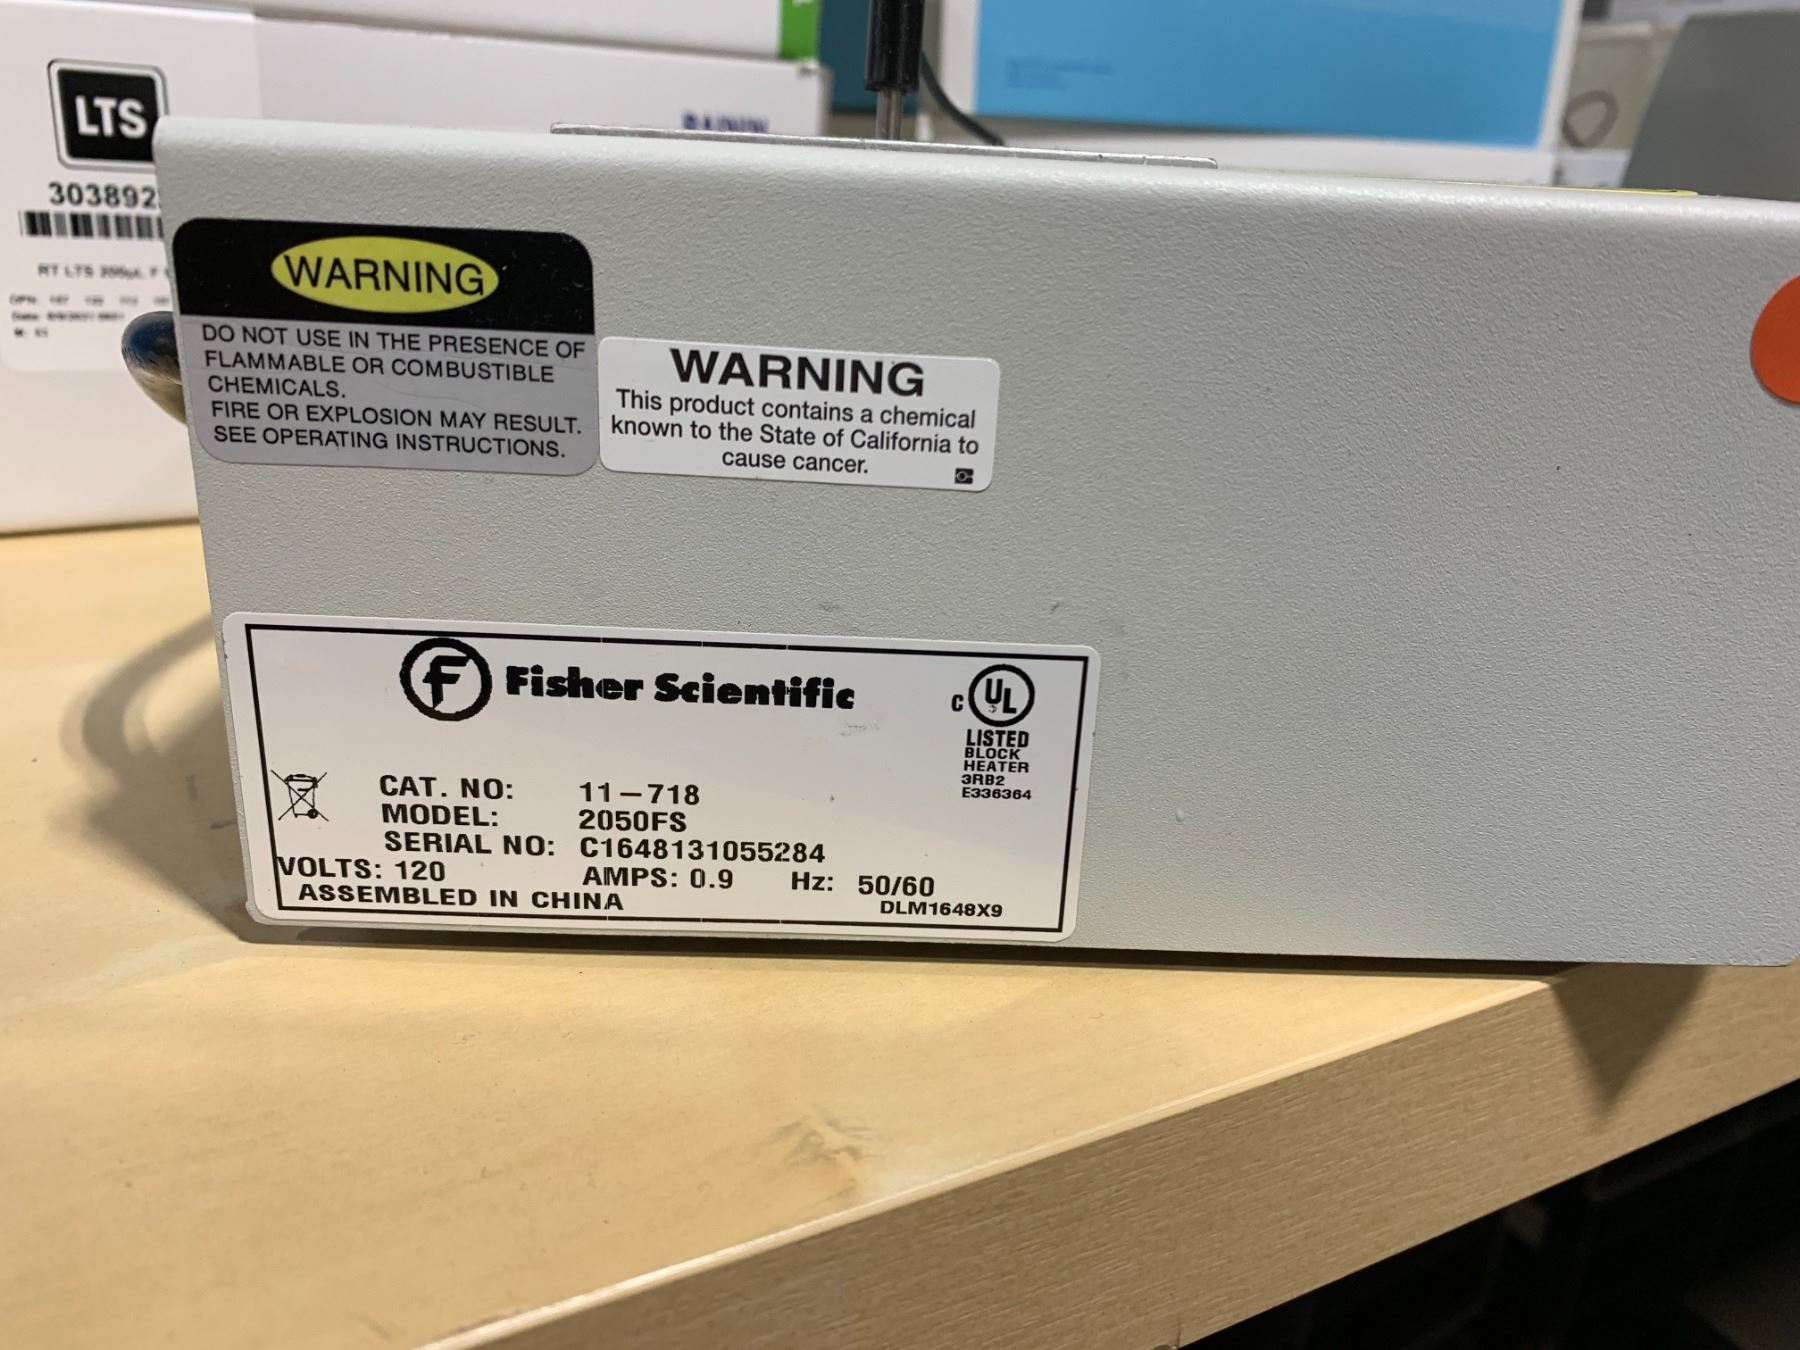 LTS
303892
RT LTS
WARNING
DO NOT USE IN THE PRESENCE OF
FLAMMABLE OR COMBUSTIBLE
CHEMICALS.
FIRE OR EXPLOSION MAY RESULT.
SEE OPERATING INSTRUCTIONS.
WARNING
This product contains a chemical
known to the State of California to
cause cancer.
F Fisher Scientific
C UL
LISTED
BLOCK
HEATER
3RB2
E336364
CAT. NO: 11-718
MODEL: 2050FS
SERIAL NO: C1648131055284
VOLTS: 120 AMPS: 0.9 Hz: 50/60
ASSEMBLED IN CHINA DLM1648X9